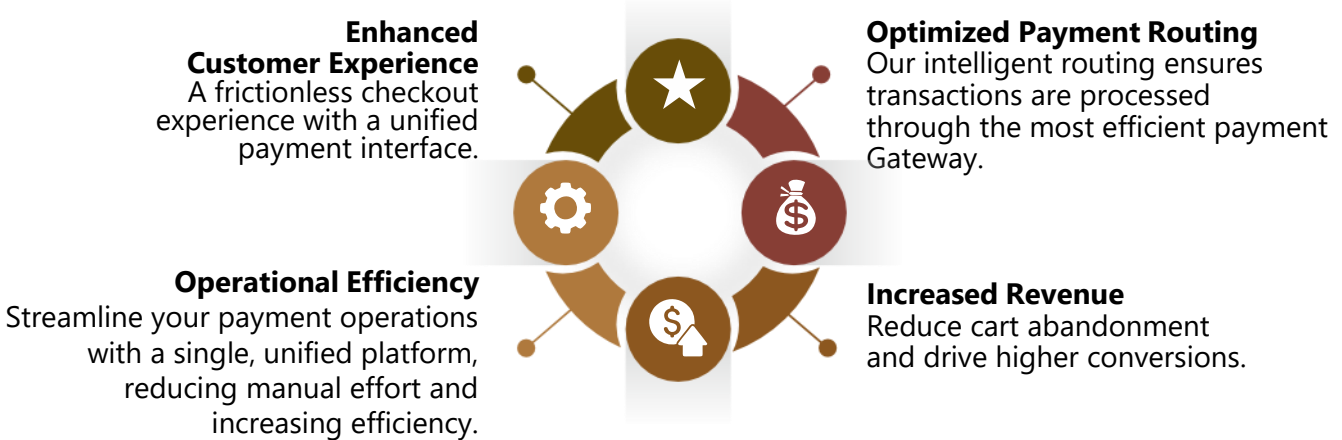 Enhanced
Customer Experience
A frictionless checkout
experience with a unified
payment interface.
Optimized Payment Routing
Our intelligent routing ensures
transactions are processed
through the most efficient payment
Gateway.
Operational Efficiency
Streamline your payment operations
with a single, unified platform,
reducing manual effort and
increasing efficiency.
Increased Revenue
Reduce cart abandonment
and drive higher conversions.
$
$